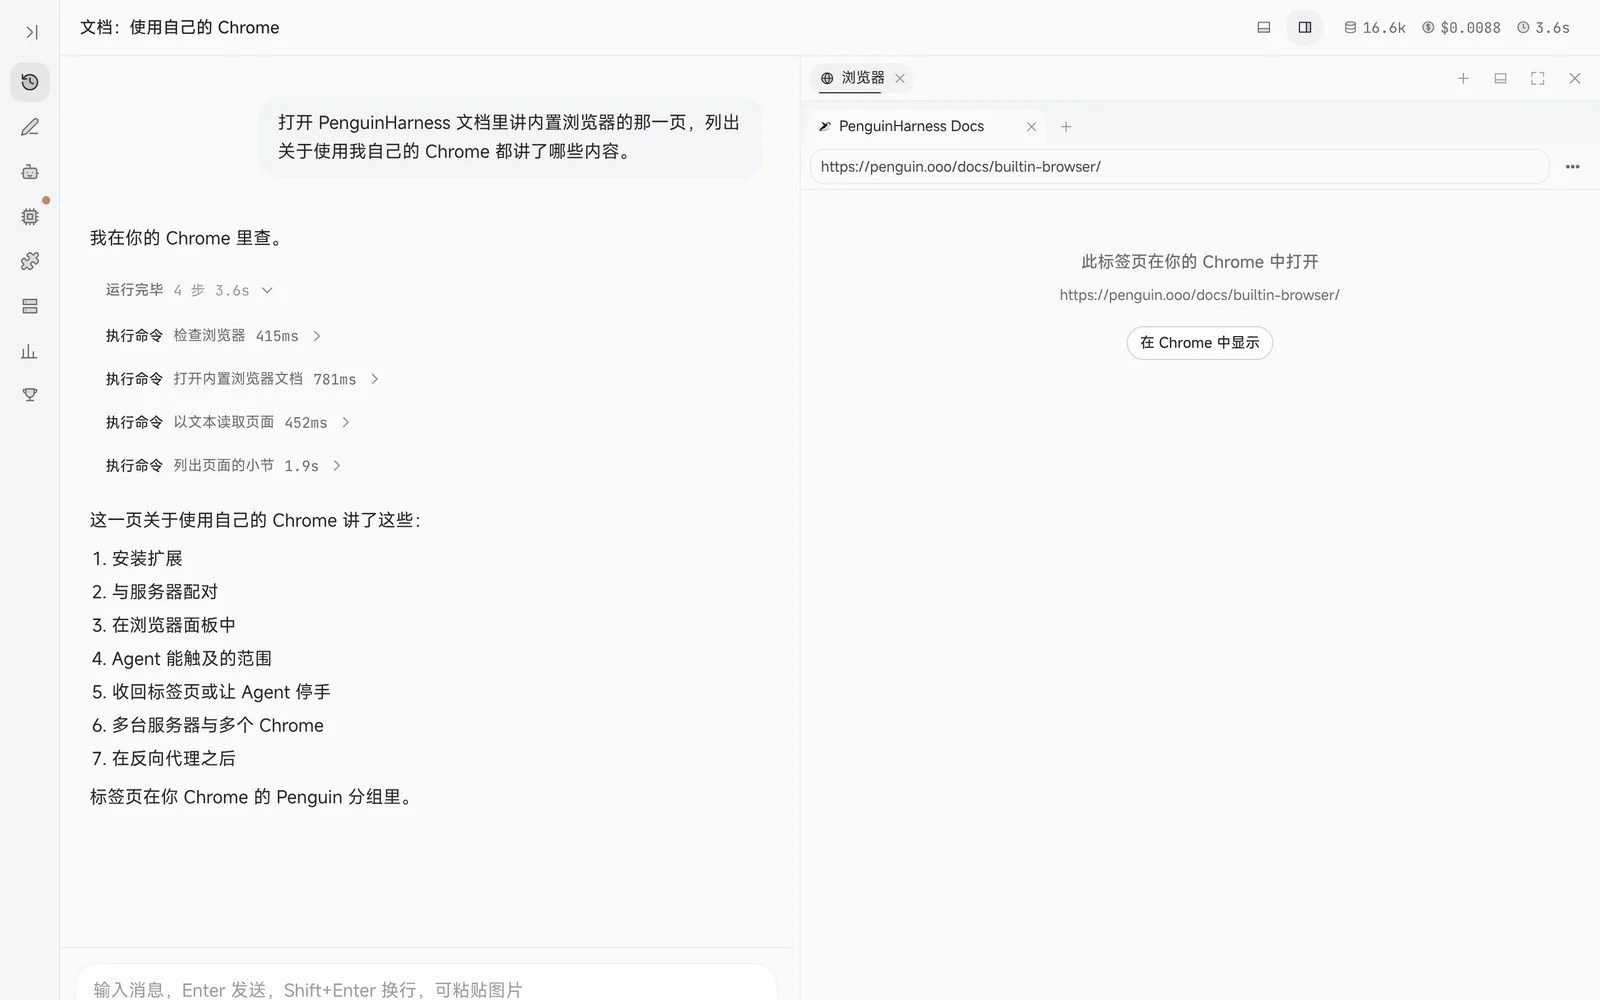 文档：使用自己的 Chrome
16.6k
$0.0088
3.6s
打开 PenguinHarness 文档里讲内置浏览器的那一页，列出
关于使用我自己的 Chrome 都讲了哪些内容。
我在你的 Chrome 里查。
运行完毕 4 步 3.6s
执行命令 检查浏览器 415ms
执行命令 打开内置浏览器文档 781ms
执行命令 以文本读取页面 452ms
执行命令 列出页面的小节 1.9s
这一页关于使用自己的 Chrome 讲了这些：
1. 安装扩展
2. 与服务器配对
3. 在浏览器面板中
4. Agent 能触及的范围
5. 收回标签页或让 Agent 停手
6. 多台服务器与多个 Chrome
7. 在反向代理之后
标签页在你 Chrome 的 Penguin 分组里。
输入消息，Enter 发送，Shift+Enter 换行，可粘贴图片
浏览器
PenguinHarness Docs
https://penguin.ooo/docs/builtin-browser/
此标签页在你的 Chrome 中打开
https://penguin.ooo/docs/builtin-browser/
在 Chrome 中显示